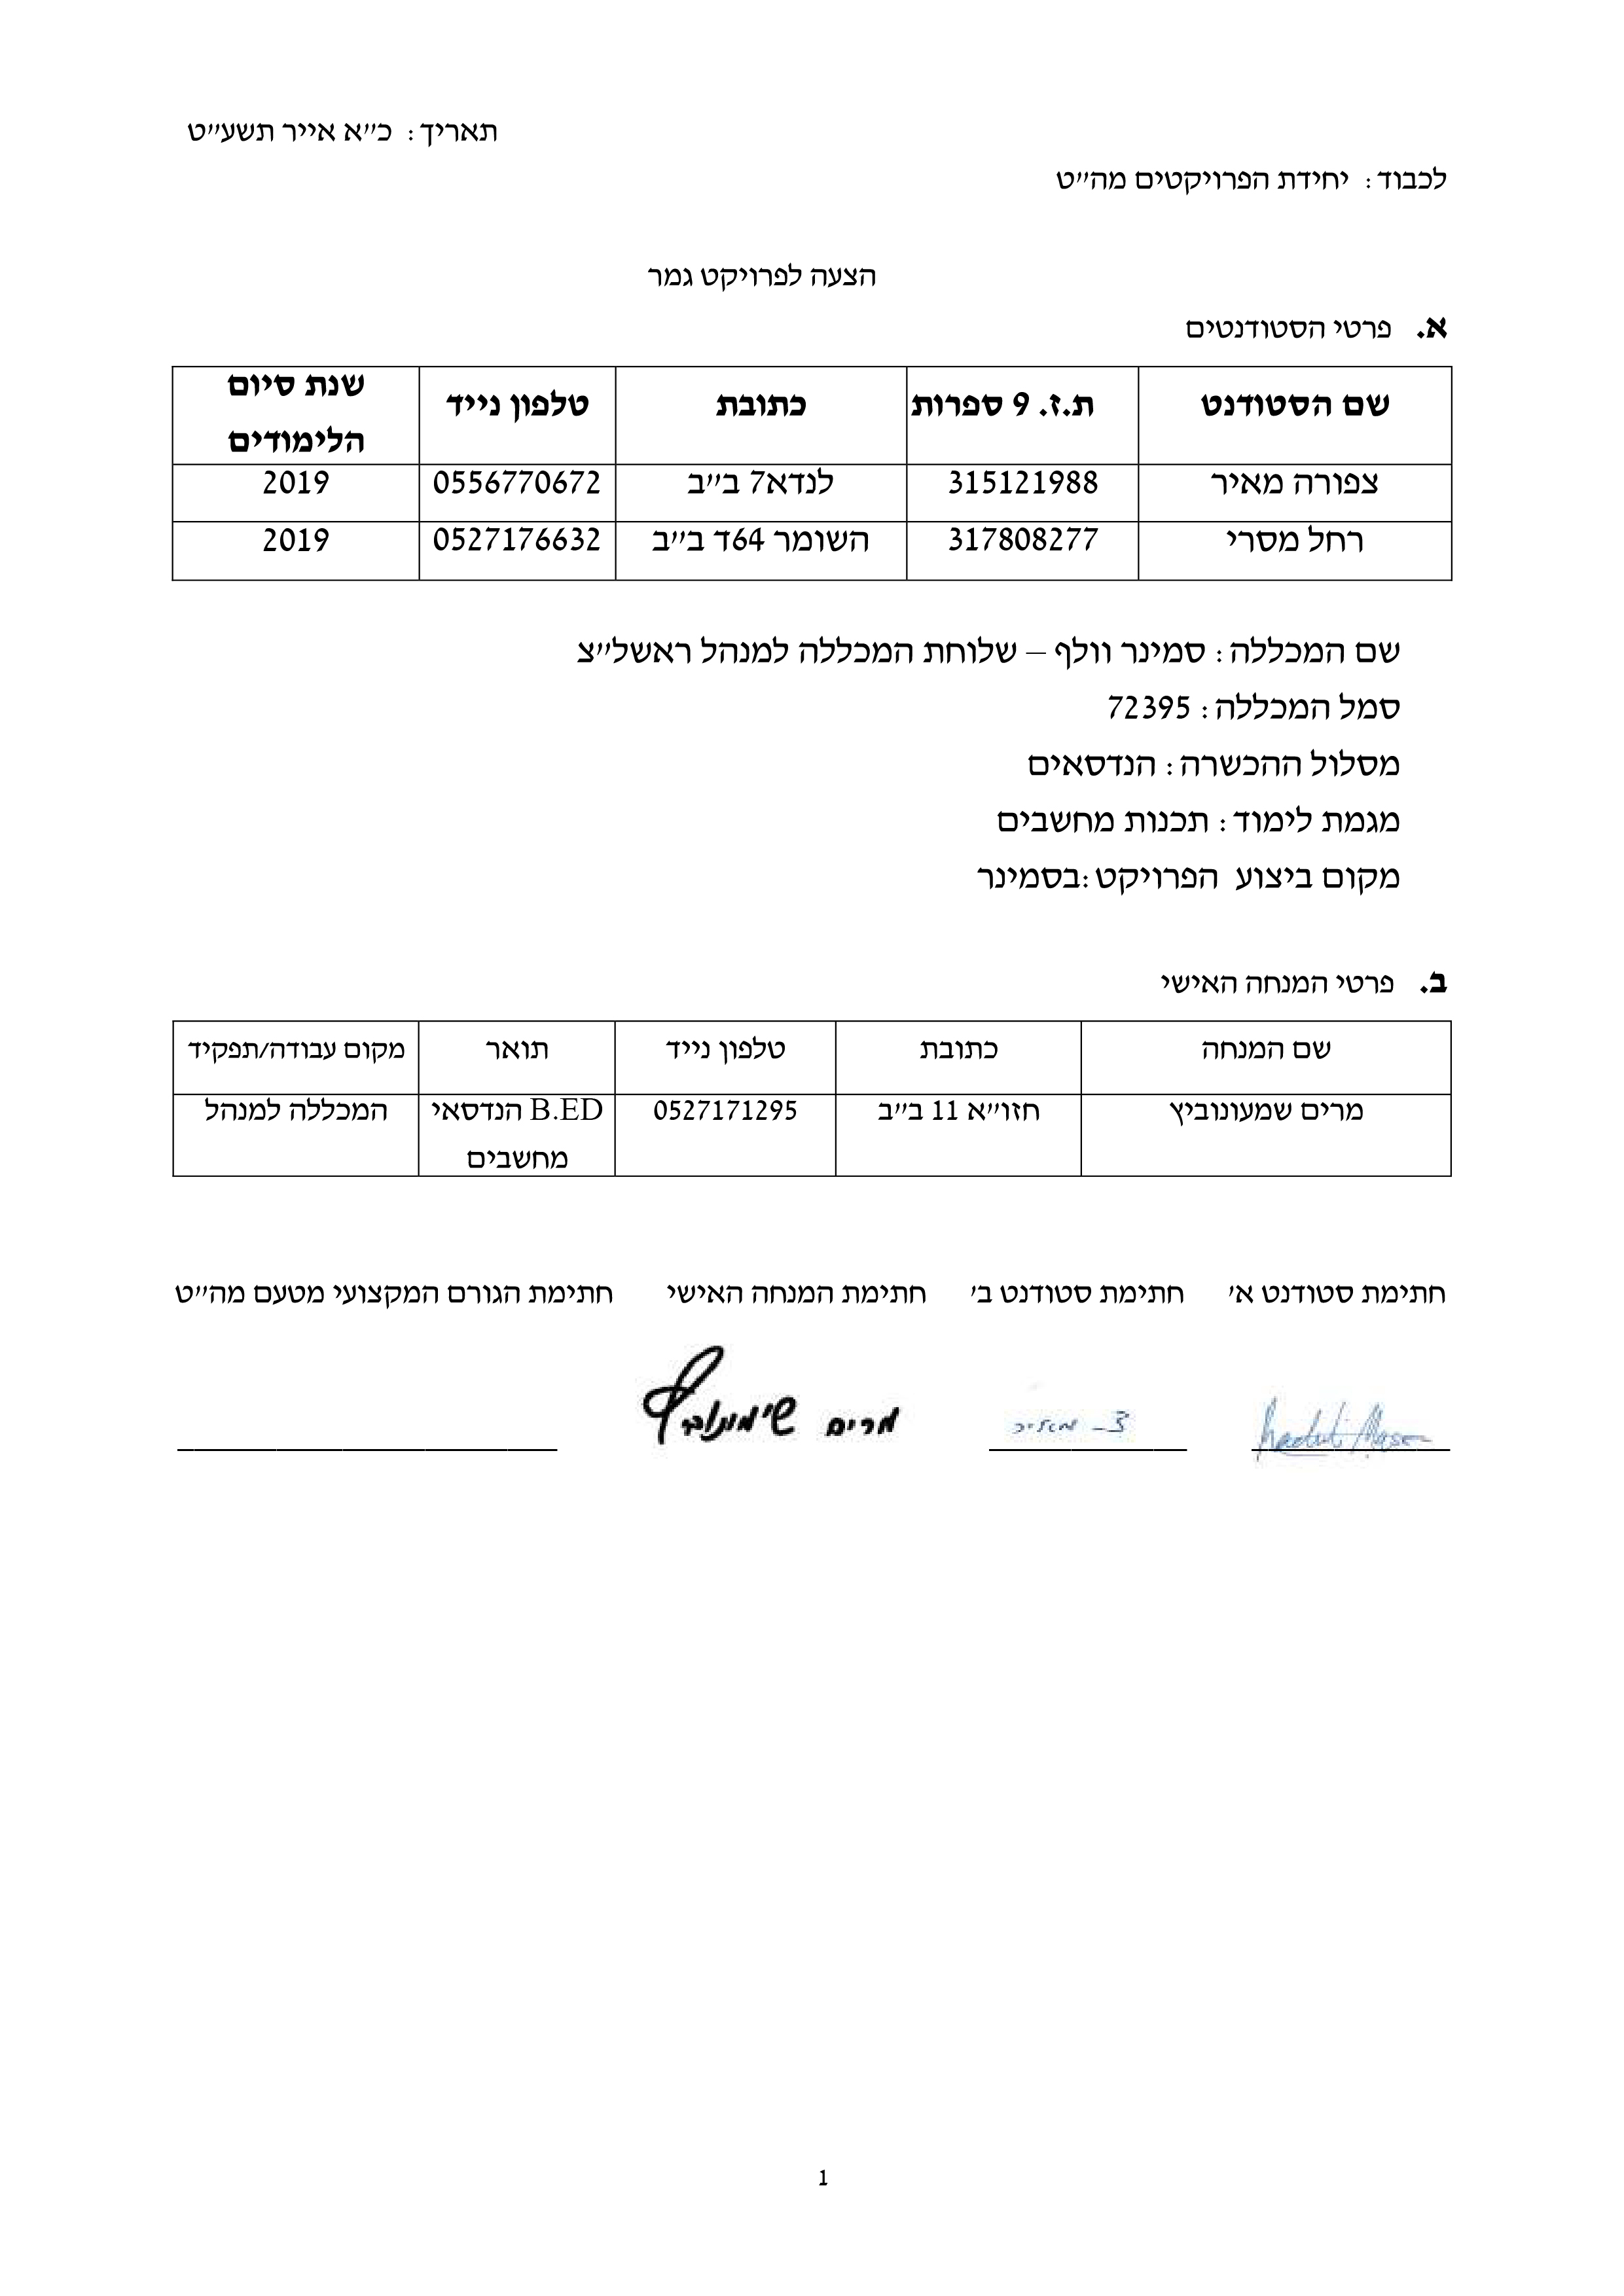 תאריך: כ״א אייר תשע״ט
לכבוד: יחידת הפרויקטים מה״ט
הצעה לפרויקט גמר
א. פרטי הסטודנטים
שם הסטודנט ת.ז. 9 ספרות כתובת טלפון נייד שנת סיום הלימודים
צפורה מאיר 315121988 לנדא7 ב״ב 0556770672 2019
רחל מסרי 317808277 השומר 64ד ב״ב 0527176632 2019
שם המכללה: סמינר וולף – שלוחת המכללה למנהל ראשל״צ
סמל המכללה: 72395
מסלול ההכשרה: הנדסאים
מגמת לימוד: תכנות מחשבים
מקום ביצוע הפרויקט:בסמינר
ב. פרטי המנחה האישי
שם המנחה כתובת טלפון נייד תואר מקום עבודה/תפקיד
מרים שמעונוביץ חזו״א 11 ב״ב 0527171295 B.ED הנדסאי מחשבים המכללה למנהל
חתימת סטודנט א׳ חתימת סטודנט ב׳ חתימת המנחה האישי חתימת הגורם המקצועי מטעם מה״ט
מרים
1